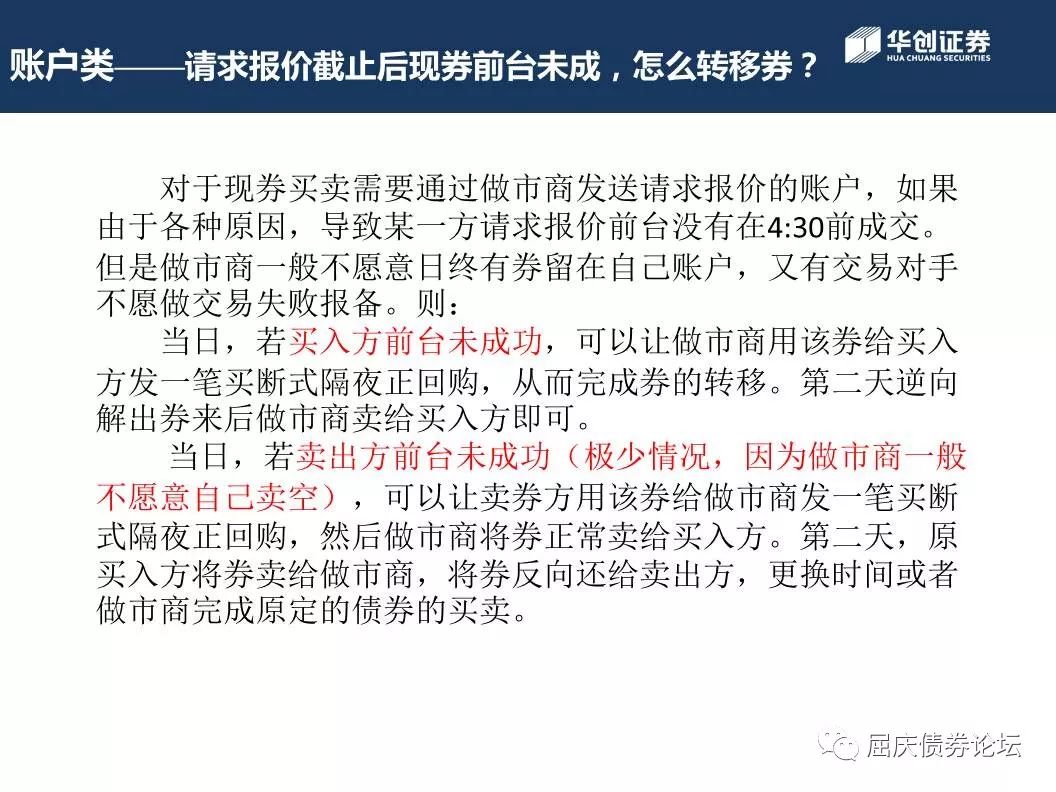 账户类——请求报价截止后现券前台未成，怎么转移券？
华创证券
HUA CHUANG SECURITIES
对于现券买卖需要通过做市商发送请求报价的账户，如果
由于各种原因，导致某一方请求报价前台没有在4:30前成交。
但是做市商一般不愿意日终有券留在自己账户，又有交易对手
不愿做交易失败报备。则：
当日，若买入方前台未成功，可以让做市商用该券给买入
方发一笔买断式隔夜正回购，从而完成券的转移。第二天逆向
解出券来后做市商卖给买入方即可。
当日，若卖出方前台未成功（极少情况，因为做市商一般
不愿意自己卖空），可以让卖券方用该券给做市商发一笔买断
式隔夜正回购，然后做市商将券正常卖给买入方。第二天，原
买入方将券卖给做市商，将券反向还给卖出方，更换时间或者
做市商完成原定的债券的买卖。
屈庆债券论坛